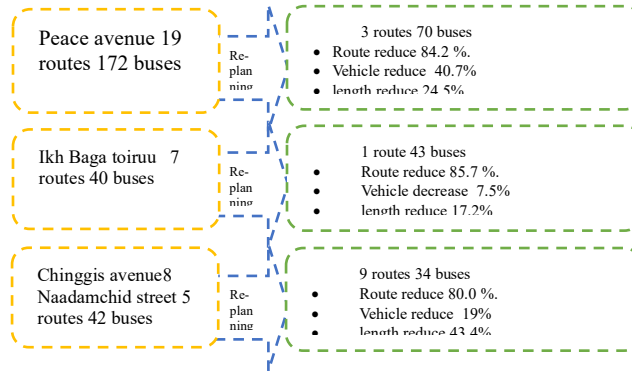 Peace avenue 19
routes 172 buses
Re-
plan
ning
3 routes 70 buses
• Route reduce 84.2 %.
• Vehicle reduce 40.7%
• length reduce 24.5%
Ikh Baga toiruu 7
routes 40 buses
Re-
plan
ning
1 route 43 buses
• Route reduce 85.7 %.
• Vehicle decrease 7.5%
• length reduce 17.2%
Chinggis avenue8
Naadamchid street 5
routes 42 buses
Re-
plan
ning
9 routes 34 buses
• Route reduce 80.0 %.
• Vehicle reduce 19%
• length reduce 43.4%